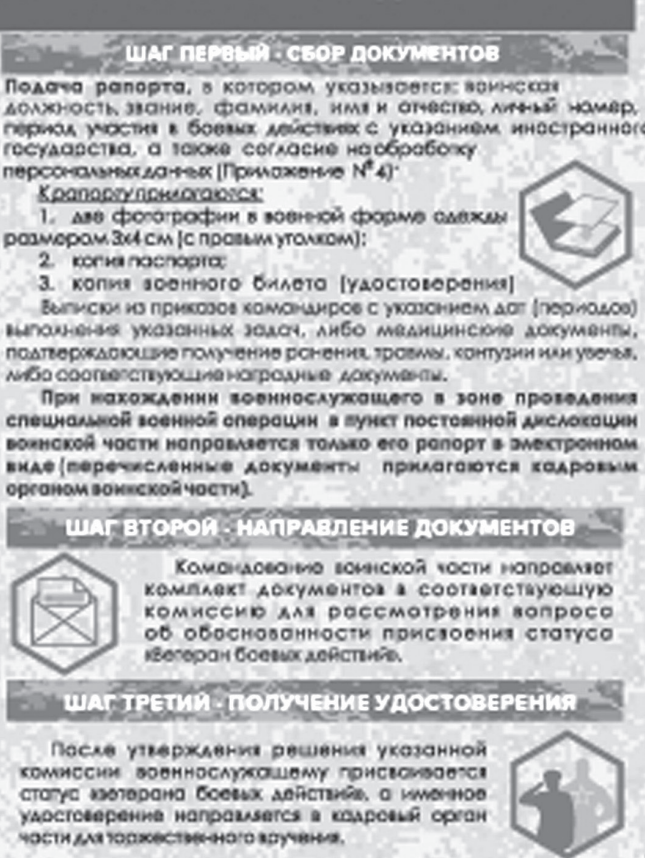 ШАГ ПЕРВЫЙ - СБОР ДОКУМЕНТОВ
Подача рапорта, в котором указывается: воинская
должность, звание, фамилия, имя и отчество, личный номер,
период участия в боевых действиях с указанием иностранного
государства, а также согласие на обработку
персональных данных (Приложение № 4)·
К рапорту прилагаются:
1. две фотографии в военной форме одежды
размером 3х4 см (с правым уголком);
2. копия паспорта;
3. копия военного билета (удостоверения)
Выписки из приказов командиров с указанием дат (периодов)
выполнения указанных задач, либо медицинские документы,
подтверждающие получение ранения, травмы, контузии или увечья,
либо соответствующие наградные документы.
При нахождении военнослужащего в зоне проведения
специальной военной операции в пункт постоянной дислокации
воинской части направляется только его рапорт в электронном
виде (перечисленные документы прилагаются кадровым
органом воинской части).
ШАГ ВТОРОЙ - НАПРАВЛЕНИЕ ДОКУМЕНТОВ
Командование воинской части направляет
комплект документов в соответствующую
комиссию для рассмотрения вопроса
об обоснованности присвоения статуса
«Ветеран боевых действий».
ШАГ ТРЕТИЙ - ПОЛУЧЕНИЕ УДОСТОВЕРЕНИЯ
После утверждения решения указанной
комиссии военнослужащему присваивается
статус «ветерана боевых действий», а именное
удостоверение направляется в кадровый орган
части для торжественного вручения.